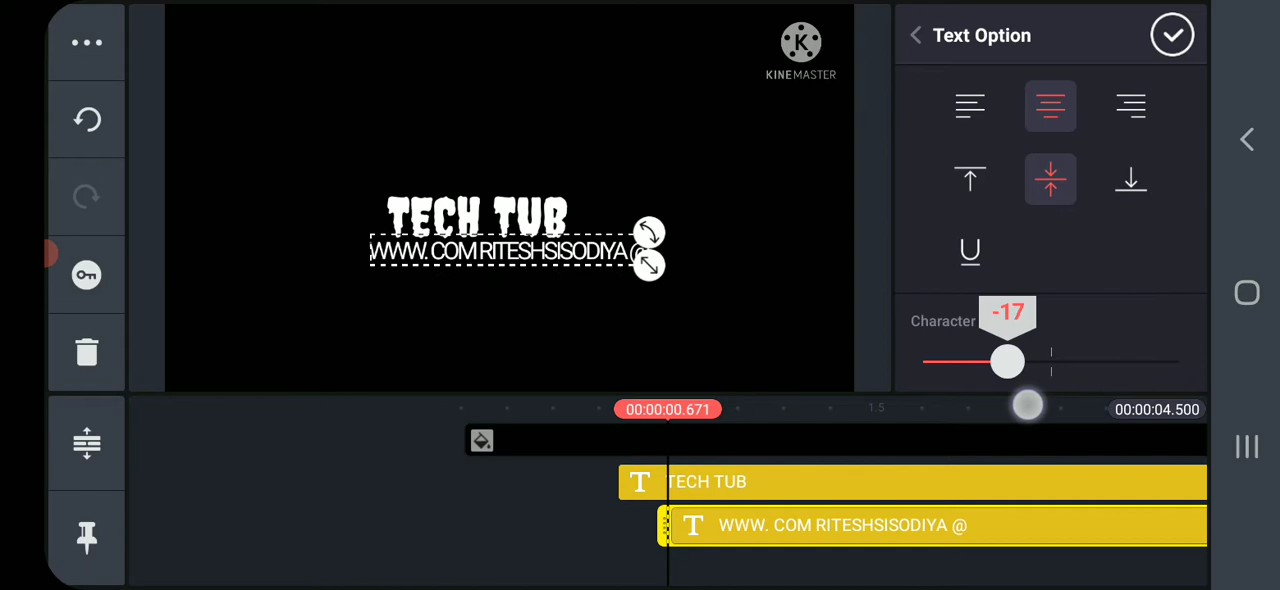 Text Option
KINEMASTER
TECH TUB
WWW. COM RITESHSISODIYA @
Character
-17
00:00:00.671
1.5
00:00:04.500
TECH TUB
WWW. COM RITESHSISODIYA @